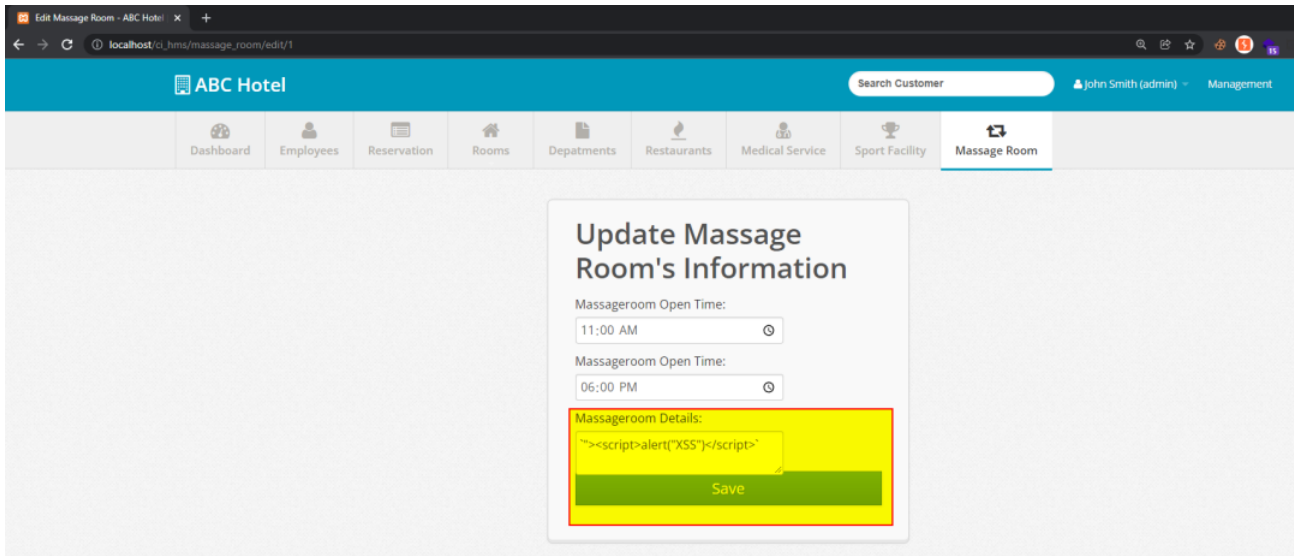 Edit Massage Room - ABC Hotel
localhost/ci_hms/massage_room/edit/1
15
ABC Hotel
Search Customer
John Smith (admin)
Management
Dashboard
Employees
Reservation
Rooms
Depatments
Restaurants
Medical Service
Sport Facility
Massage Room
Update Massage
Room's Information
Massageroom Open Time:
11:00 AM
Massageroom Open Time:
06:00 PM
Massageroom Details:
`"><script>alert("XSS")</script>`
Save